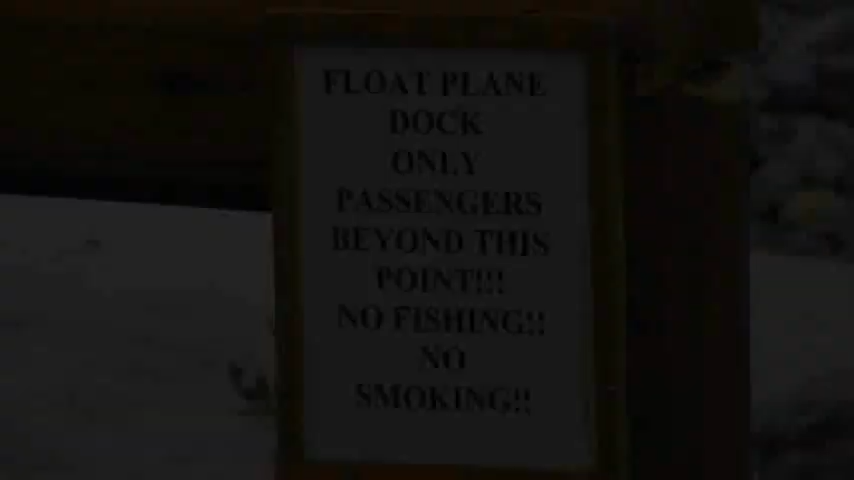 FLOAT PLANE
DOCK
ONLY
PASSENGERS
BEYOND THIS
POINT!!!
NO FISHING!!
NO
SMOKING!!